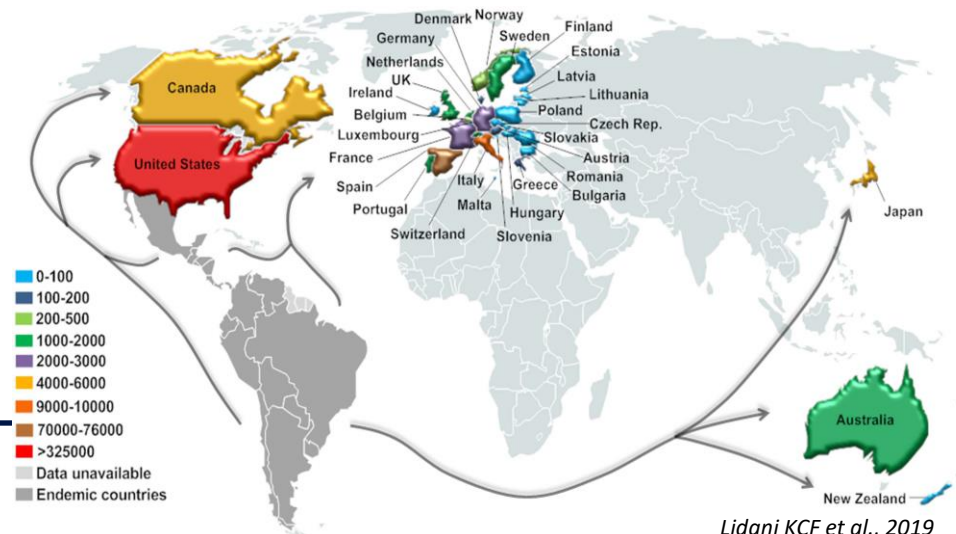 Denmark
Norway
Finland
Germany
Sweden
Estonia
Netherlands
Latvia
UK
Lithuania
Ireland
Poland
Belgium
Czech Rep.
Luxembourg
Slovakia
France
Austria
Spain
Italy
Greece
Romania
Portugal
Malta
Bulgaria
Hungary
Switzerland
Slovenia
Canada
United States
Japan
0-100
100-200
200-500
1000-2000
2000-3000
4000-6000
9000-10000
70000-76000
>325000
Data unavailable
Endemic countries
Australia
New Zealand
Lidani KCF et al., 2019